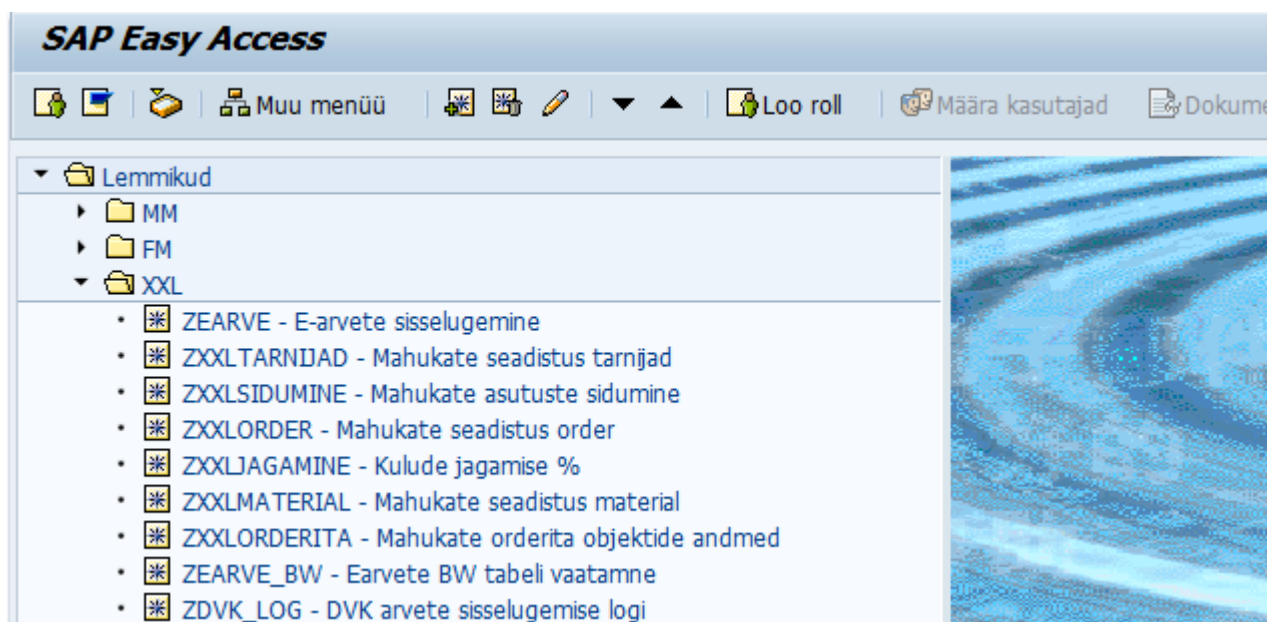 SAP Easy Access
Muu menüü Loo roll Määra kasutajad Dokume
Lemmikud
MM
FM
XXL
ZEARVE - E-arvete sisselugemine
ZXXLTARNIJAD - Mahukate seadistus tarnijad
ZXXLSIDUMINE - Mahukate asutuste sidumine
ZXXLORDER - Mahukate seadistus order
ZXXLJAGAMINE - Kulude jagamise %
ZXXLMATERIAL - Mahukate seadistus material
ZXXLORDERITA - Mahukate orderita objektide andmed
ZEARVE_BW - Earvete BW tabeli vaatamne
ZDVK_LOG - DVK arvete sisselugemise logi